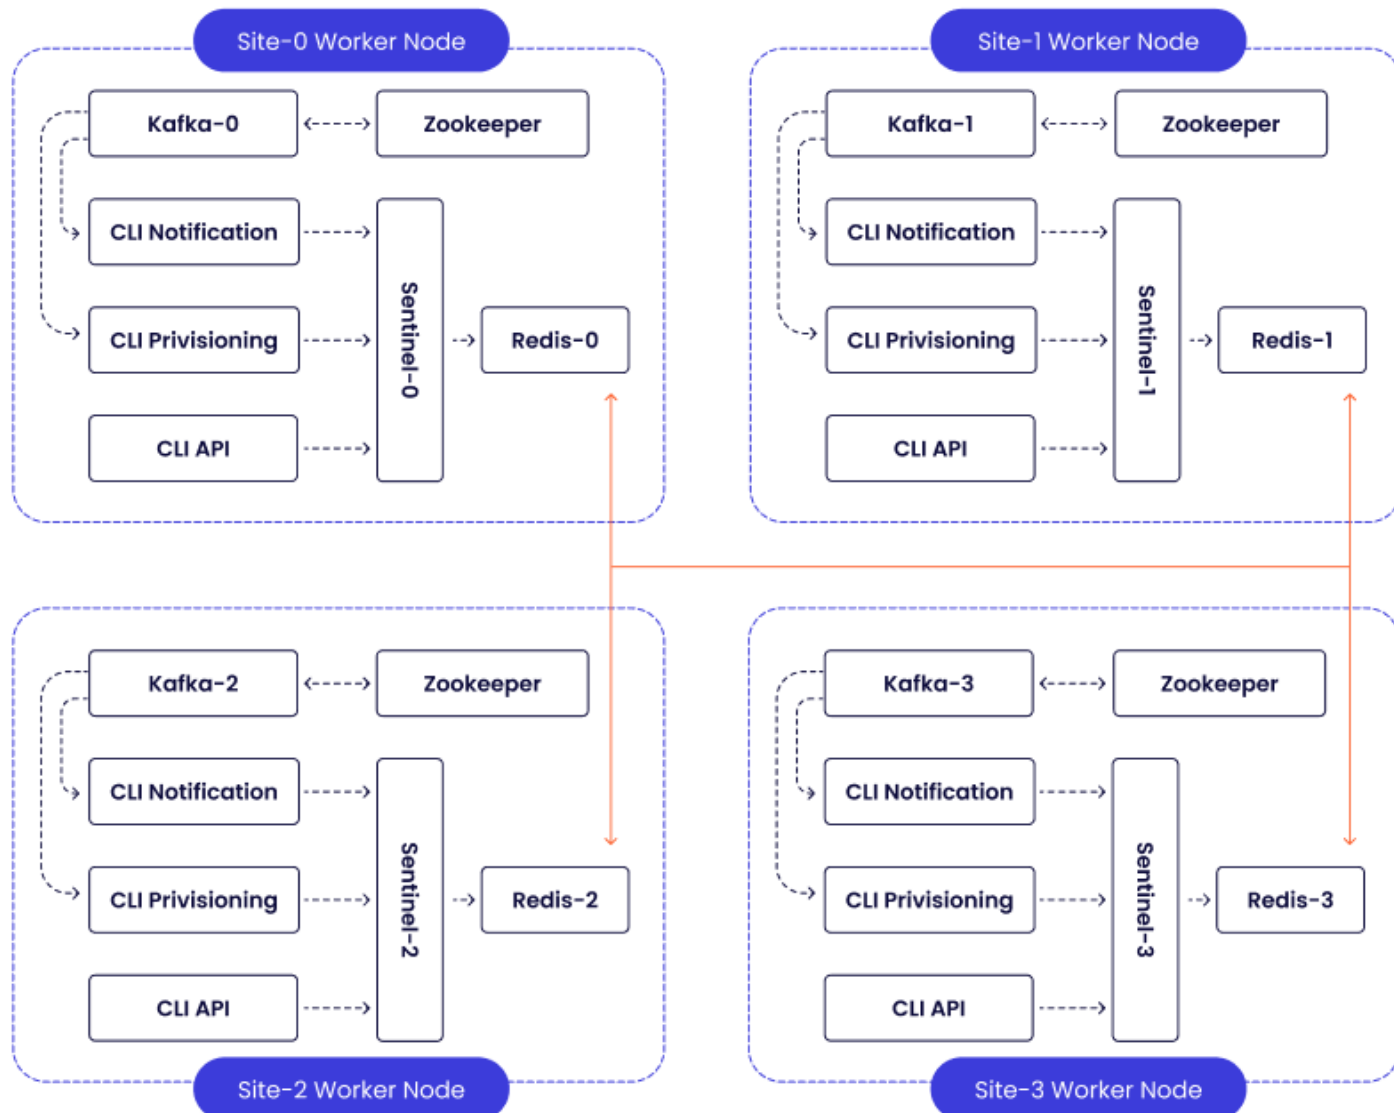 Site-0 Worker Node
Kafka-0
Zookeeper
CLI Notification
CLI Privisioning
CLI API
Sentinel-0
Redis-0
Site-1 Worker Node
Kafka-1
Zookeeper
CLI Notification
CLI Privisioning
CLI API
Sentinel-1
Redis-1
Kafka-2
Zookeeper
CLI Notification
CLI Privisioning
CLI API
Sentinel-2
Redis-2
Site-2 Worker Node
Kafka-3
Zookeeper
CLI Notification
CLI Privisioning
CLI API
Sentinel-3
Redis-3
Site-3 Worker Node